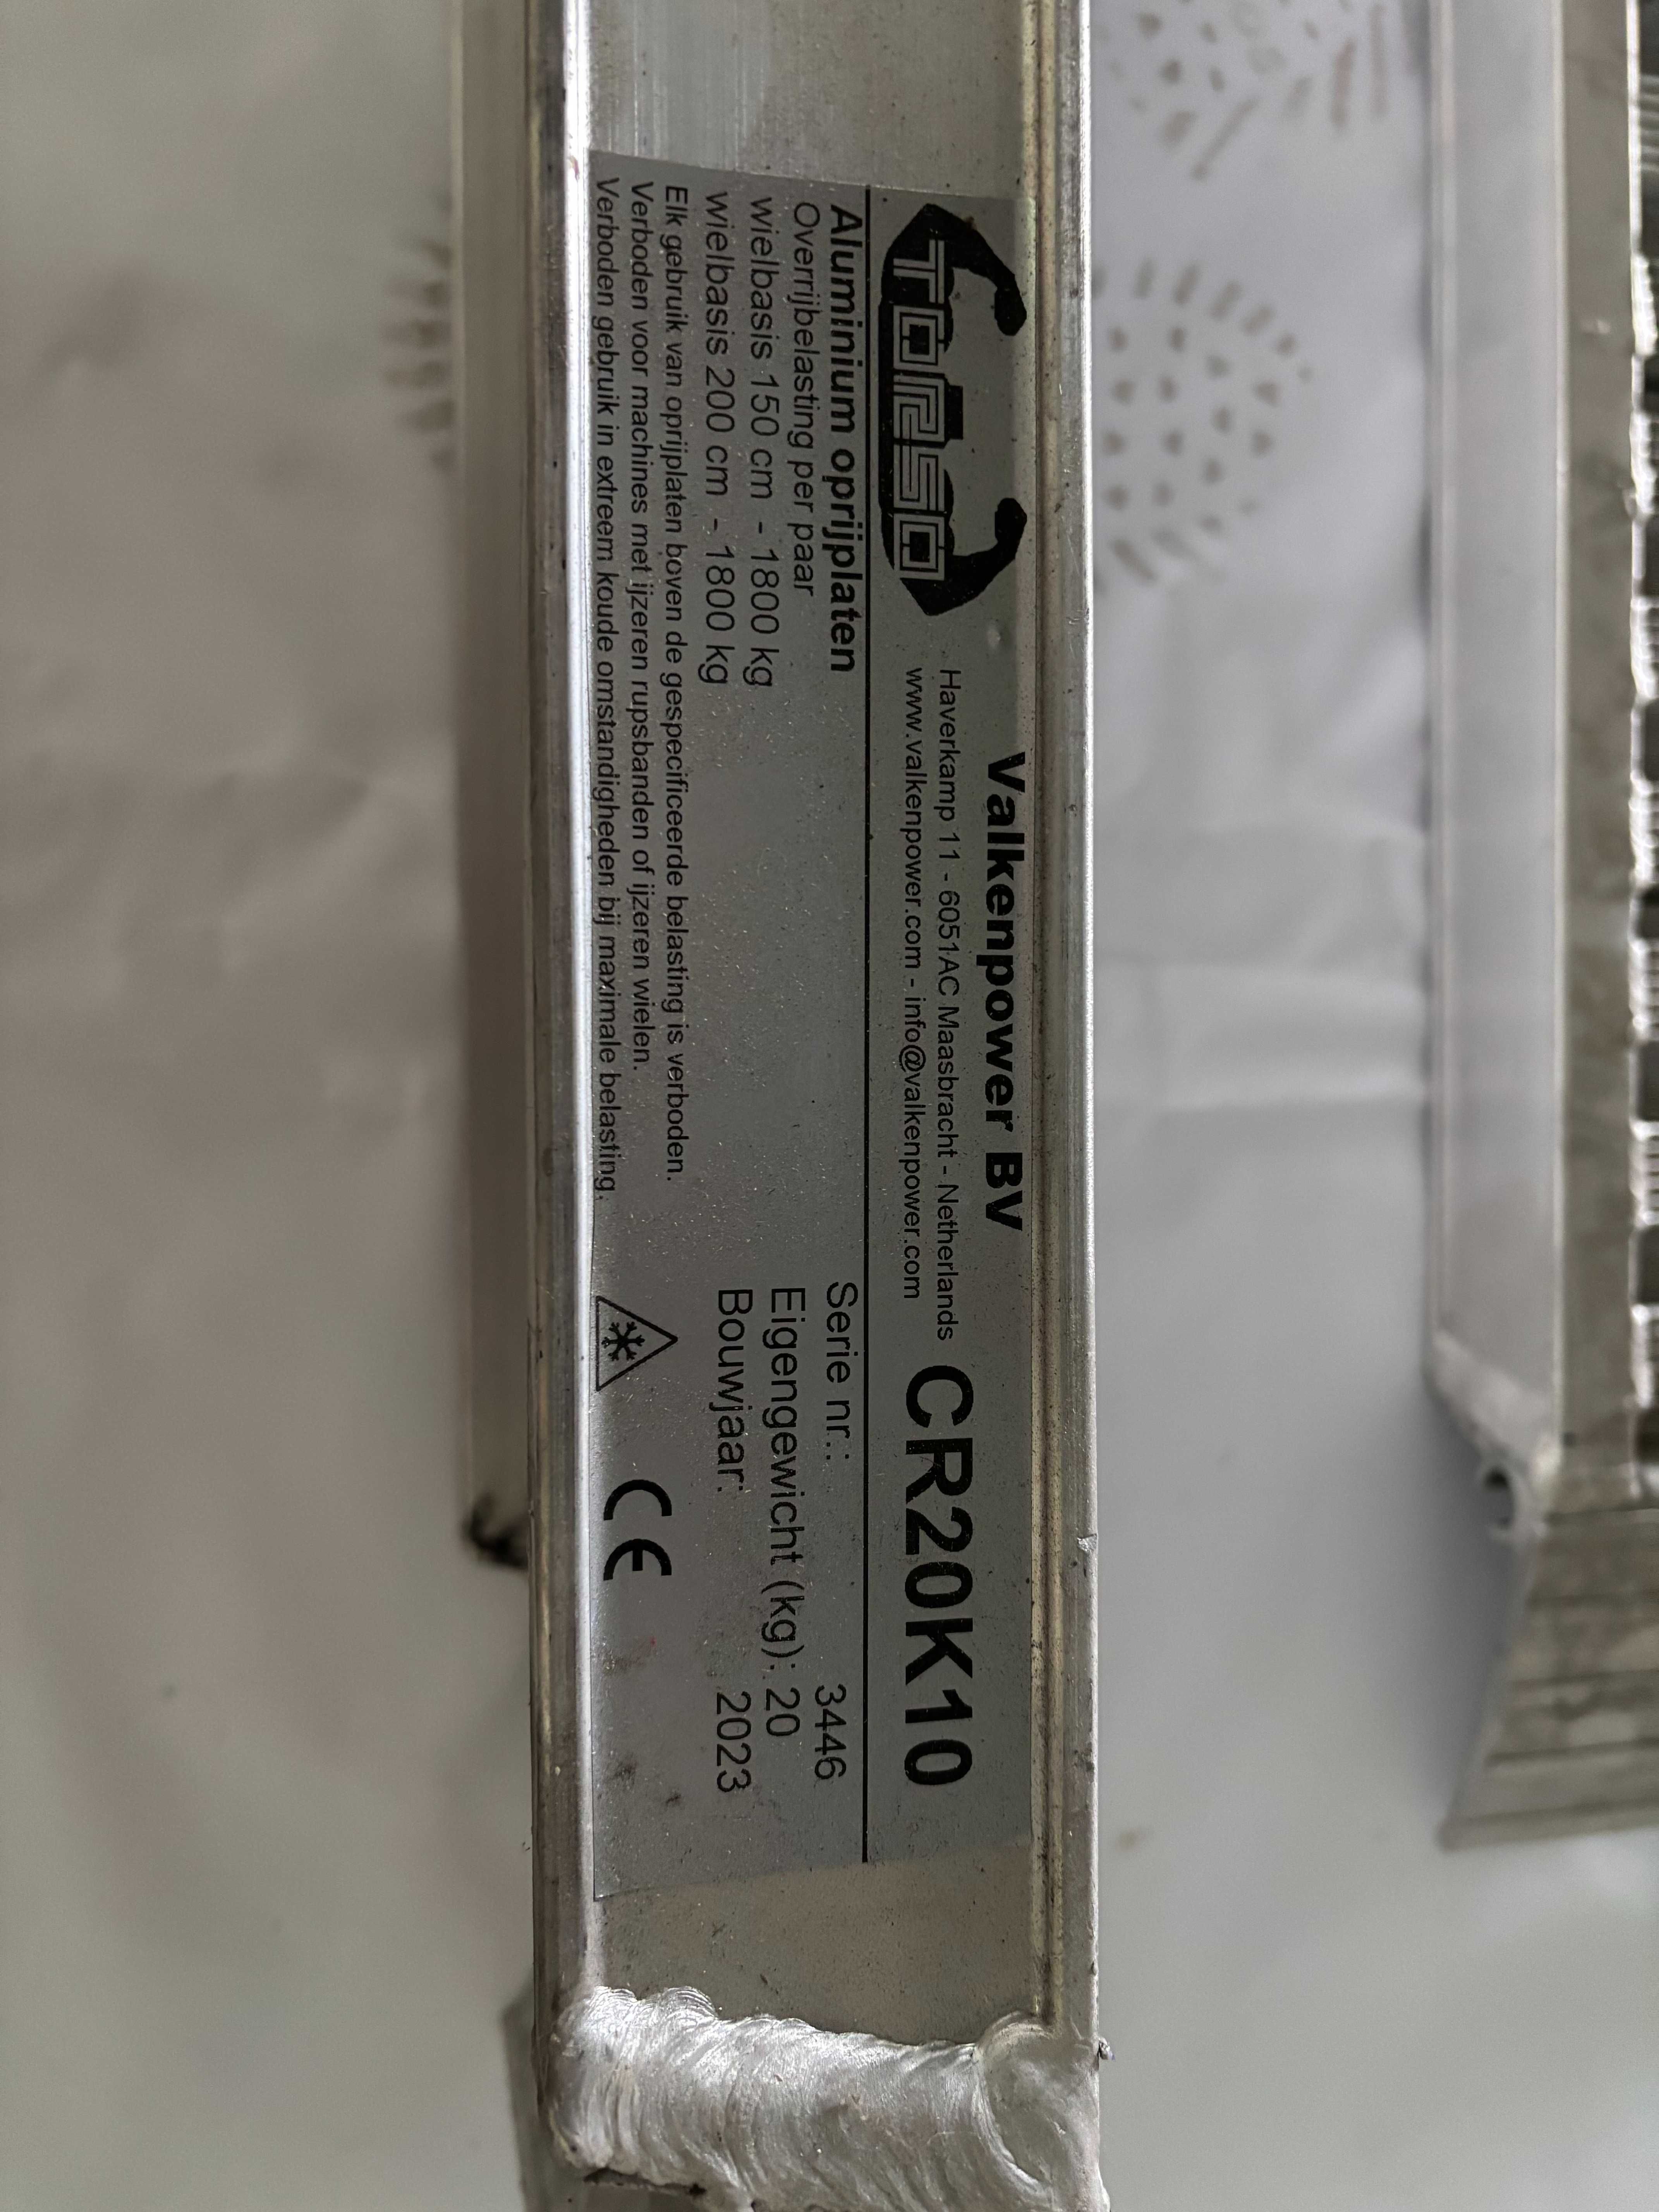 TORSO
Valkenpower BV
Haverkamp 11 - 6051AC Maasbracht - Netherlands
www.valkenpower.com - info@valkenpower.com
CR20K10
Aluminium oprijplaten
Overrijbelasting per paar
wielbasis 150 cm - 1800 kg
wielbasis 200 cm - 1800 kg
Elk gebruik van oprijplaten boven de gespecificeerde belasting is verboden.
Verboden voor machines met ijzeren rupsbanden of ijzeren wielen.
Verboden gebruik in extreem koude omstandigheden bij maximale belasting.
Serie nr.: 3446
Eigengewicht (kg): 20
Bouwjaar: 2023
CE